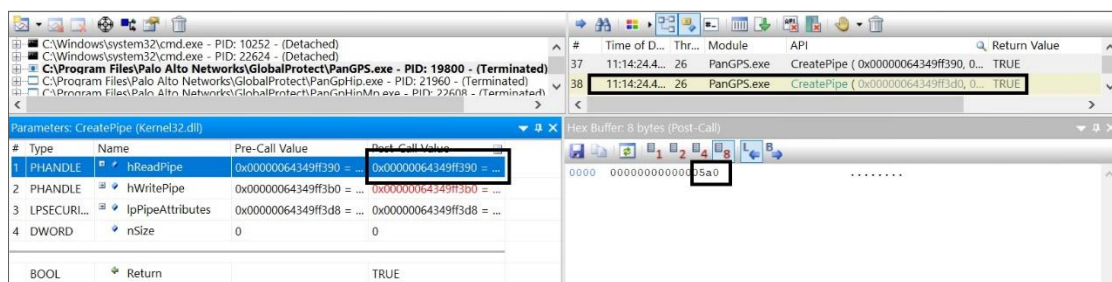 C:\Windows\system32\cmd.exe - PID: 10252 - (Detached)
C:\Windows\system32\cmd.exe - PID: 22624 - (Detached)
C:\Program Files\Palo Alto Networks\GlobalProtect\PanGPS.exe - PID: 19800 - (Terminated)
C:\Program Files\Palo Alto Networks\GlobalProtect\PanGpHip.exe - PID: 21960 - (Terminated)
C:\Program Files\Palo Alto Networks\GlobalProtect\PanGpHipMp.exe - PID: 22608 - (Terminated)
# Time of D... Thr... Module API Return Value
37 11:14:24.4... 26 PanGPS.exe CreatePipe ( 0x00000064349ff390, 0... TRUE
38 11:14:24.4... 26 PanGPS.exe CreatePipe ( 0x00000064349ff3d0, 0... TRUE
Parameters: CreatePipe (Kernel32.dll)
# Type Name Pre-Call Value Post-Call Value
1 PHANDLE hReadPipe 0x00000064349ff390 = ... 0x00000064349ff390 = ...
2 PHANDLE hWritePipe 0x00000064349ff3b0 = ... 0x00000064349ff3b0 = ...
3 LPSECURI... lpPipeAttributes 0x00000064349ff3d8 = ... 0x00000064349ff3d8 = ...
4 DWORD nSize 0 0
BOOL Return TRUE
Hex Buffer: 8 bytes (Post-Call)
0000 00000000000005a0 ........